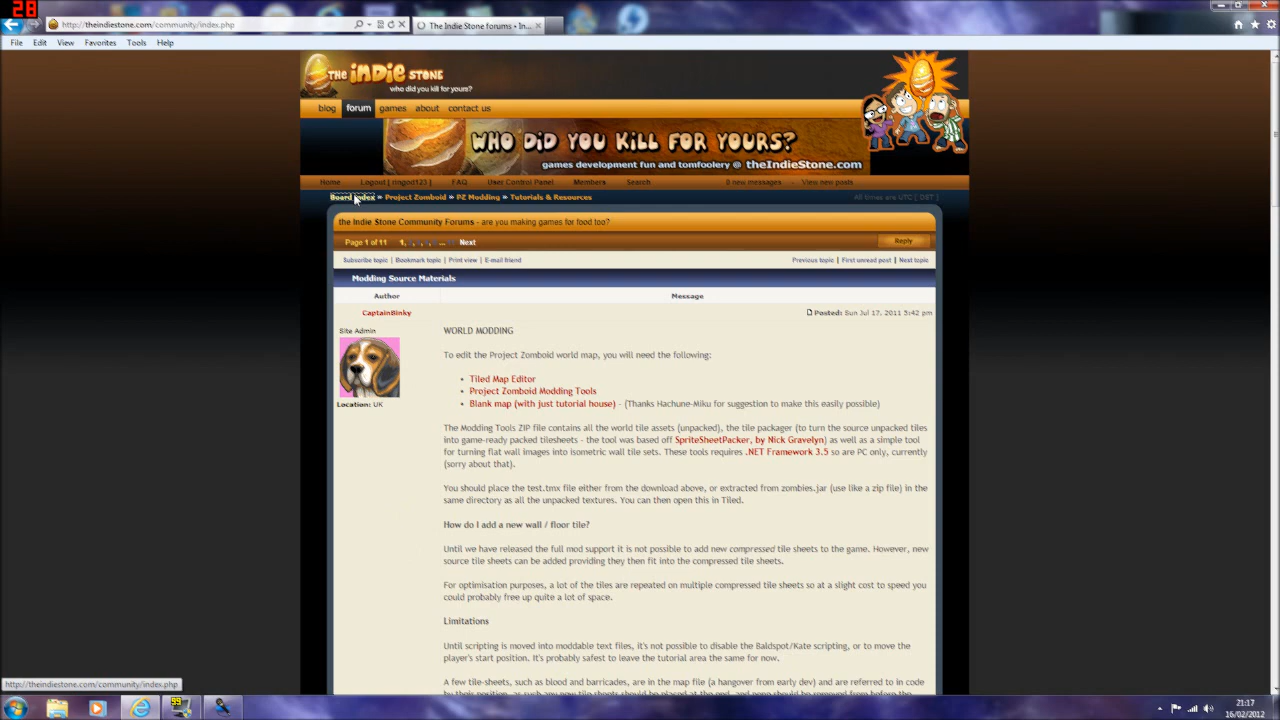 28
http://theindiestone.com/community/index.php
The Indie Stone forums • In...
File Edit View Favorites Tools Help
THE INDIE STONE
who did you kill for yours?
blog forum games about contact us
WHO DID YOU KILL FOR YOURS?
games development fun and tomfoolery @ theIndieStone.com
Home Logout [ ringod123 ] FAQ User Control Panel Members Search 0 new messages - View new posts
Board index » Project Zomboid » PZ Modding » Tutorials & Resources All times are UTC [ DST ]
the Indie Stone Community Forums - are you making games for food too?
Page 1 of 11 1, ... Next Reply
Subscribe topic | Bookmark topic | Print view | E-mail friend Previous topic | First unread post | Next topic
Modding Source Materials
Author Message
CaptainBinky Posted: Sun Jul 17, 2011 3:42 pm
Site Admin
Location: UK
WORLD MODDING
To edit the Project Zomboid world map, you will need the following:
• Tiled Map Editor
• Project Zomboid Modding Tools
• Blank map (with just tutorial house) - (Thanks Hachune-Miku for suggestion to make this easily possible)
The Modding Tools ZIP file contains all the world tile assets (unpacked), the tile packager (to turn the source unpacked tiles
into game-ready packed tilesheets - the tool was based off SpriteSheetPacker, by Nick Gravelyn) as well as a simple tool
for turning flat wall images into isometric wall tile sets. These tools requires .NET Framework 3.5 so are PC only, currently
(sorry about that).
You should place the test.tmx file either from the download above, or extracted from zombies.jar (use like a zip file) in the
same directory as all the unpacked textures. You can then open this in Tiled.
How do I add a new wall / floor tile?
Until we have released the full mod support it is not possible to add new compressed tile sheets to the game. However, new
source tile sheets can be added providing they then fit into the compressed tile sheets.
For optimisation purposes, a lot of the tiles are repeated on multiple compressed tile sheets so at a slight cost to speed you
could probably free up quite a lot of space.
Limitations
Until scripting is moved into moddable text files, it's not possible to disable the Baldspot/Kate scripting, or to move the
player's start position. It's probably safest to leave the tutorial area the same for now.
A few tile-sheets, such as blood and barricades, are in the map file (a hangover from early dev) and are referred to in code
http://theindiestone.com/community/index.php
99
21:17
16/02/2012